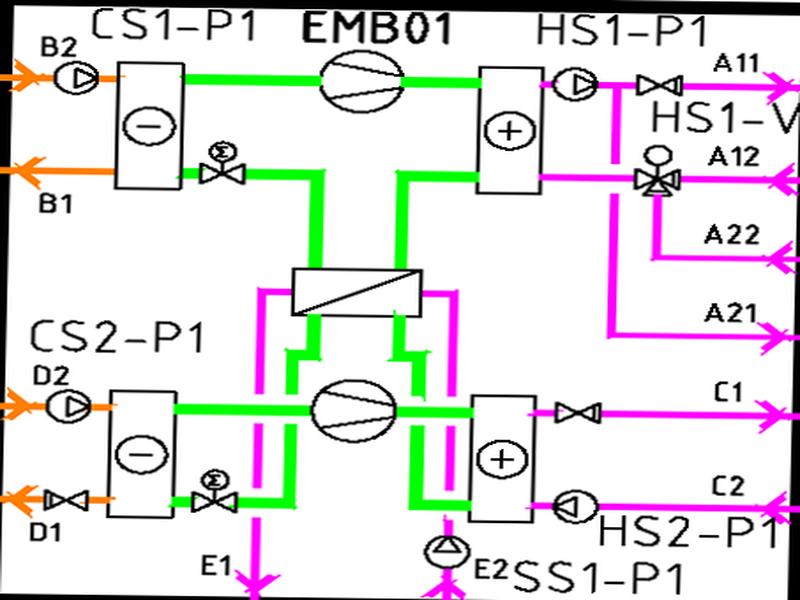 CS1-P1
EMB01
HS1-P1
B2
A11
HS1-V
B1
A12
A22
A21
CS2-P1
D2
C1
D1
C2
HS2-P1
E1
E2
SS1-P1
Σ
Σ